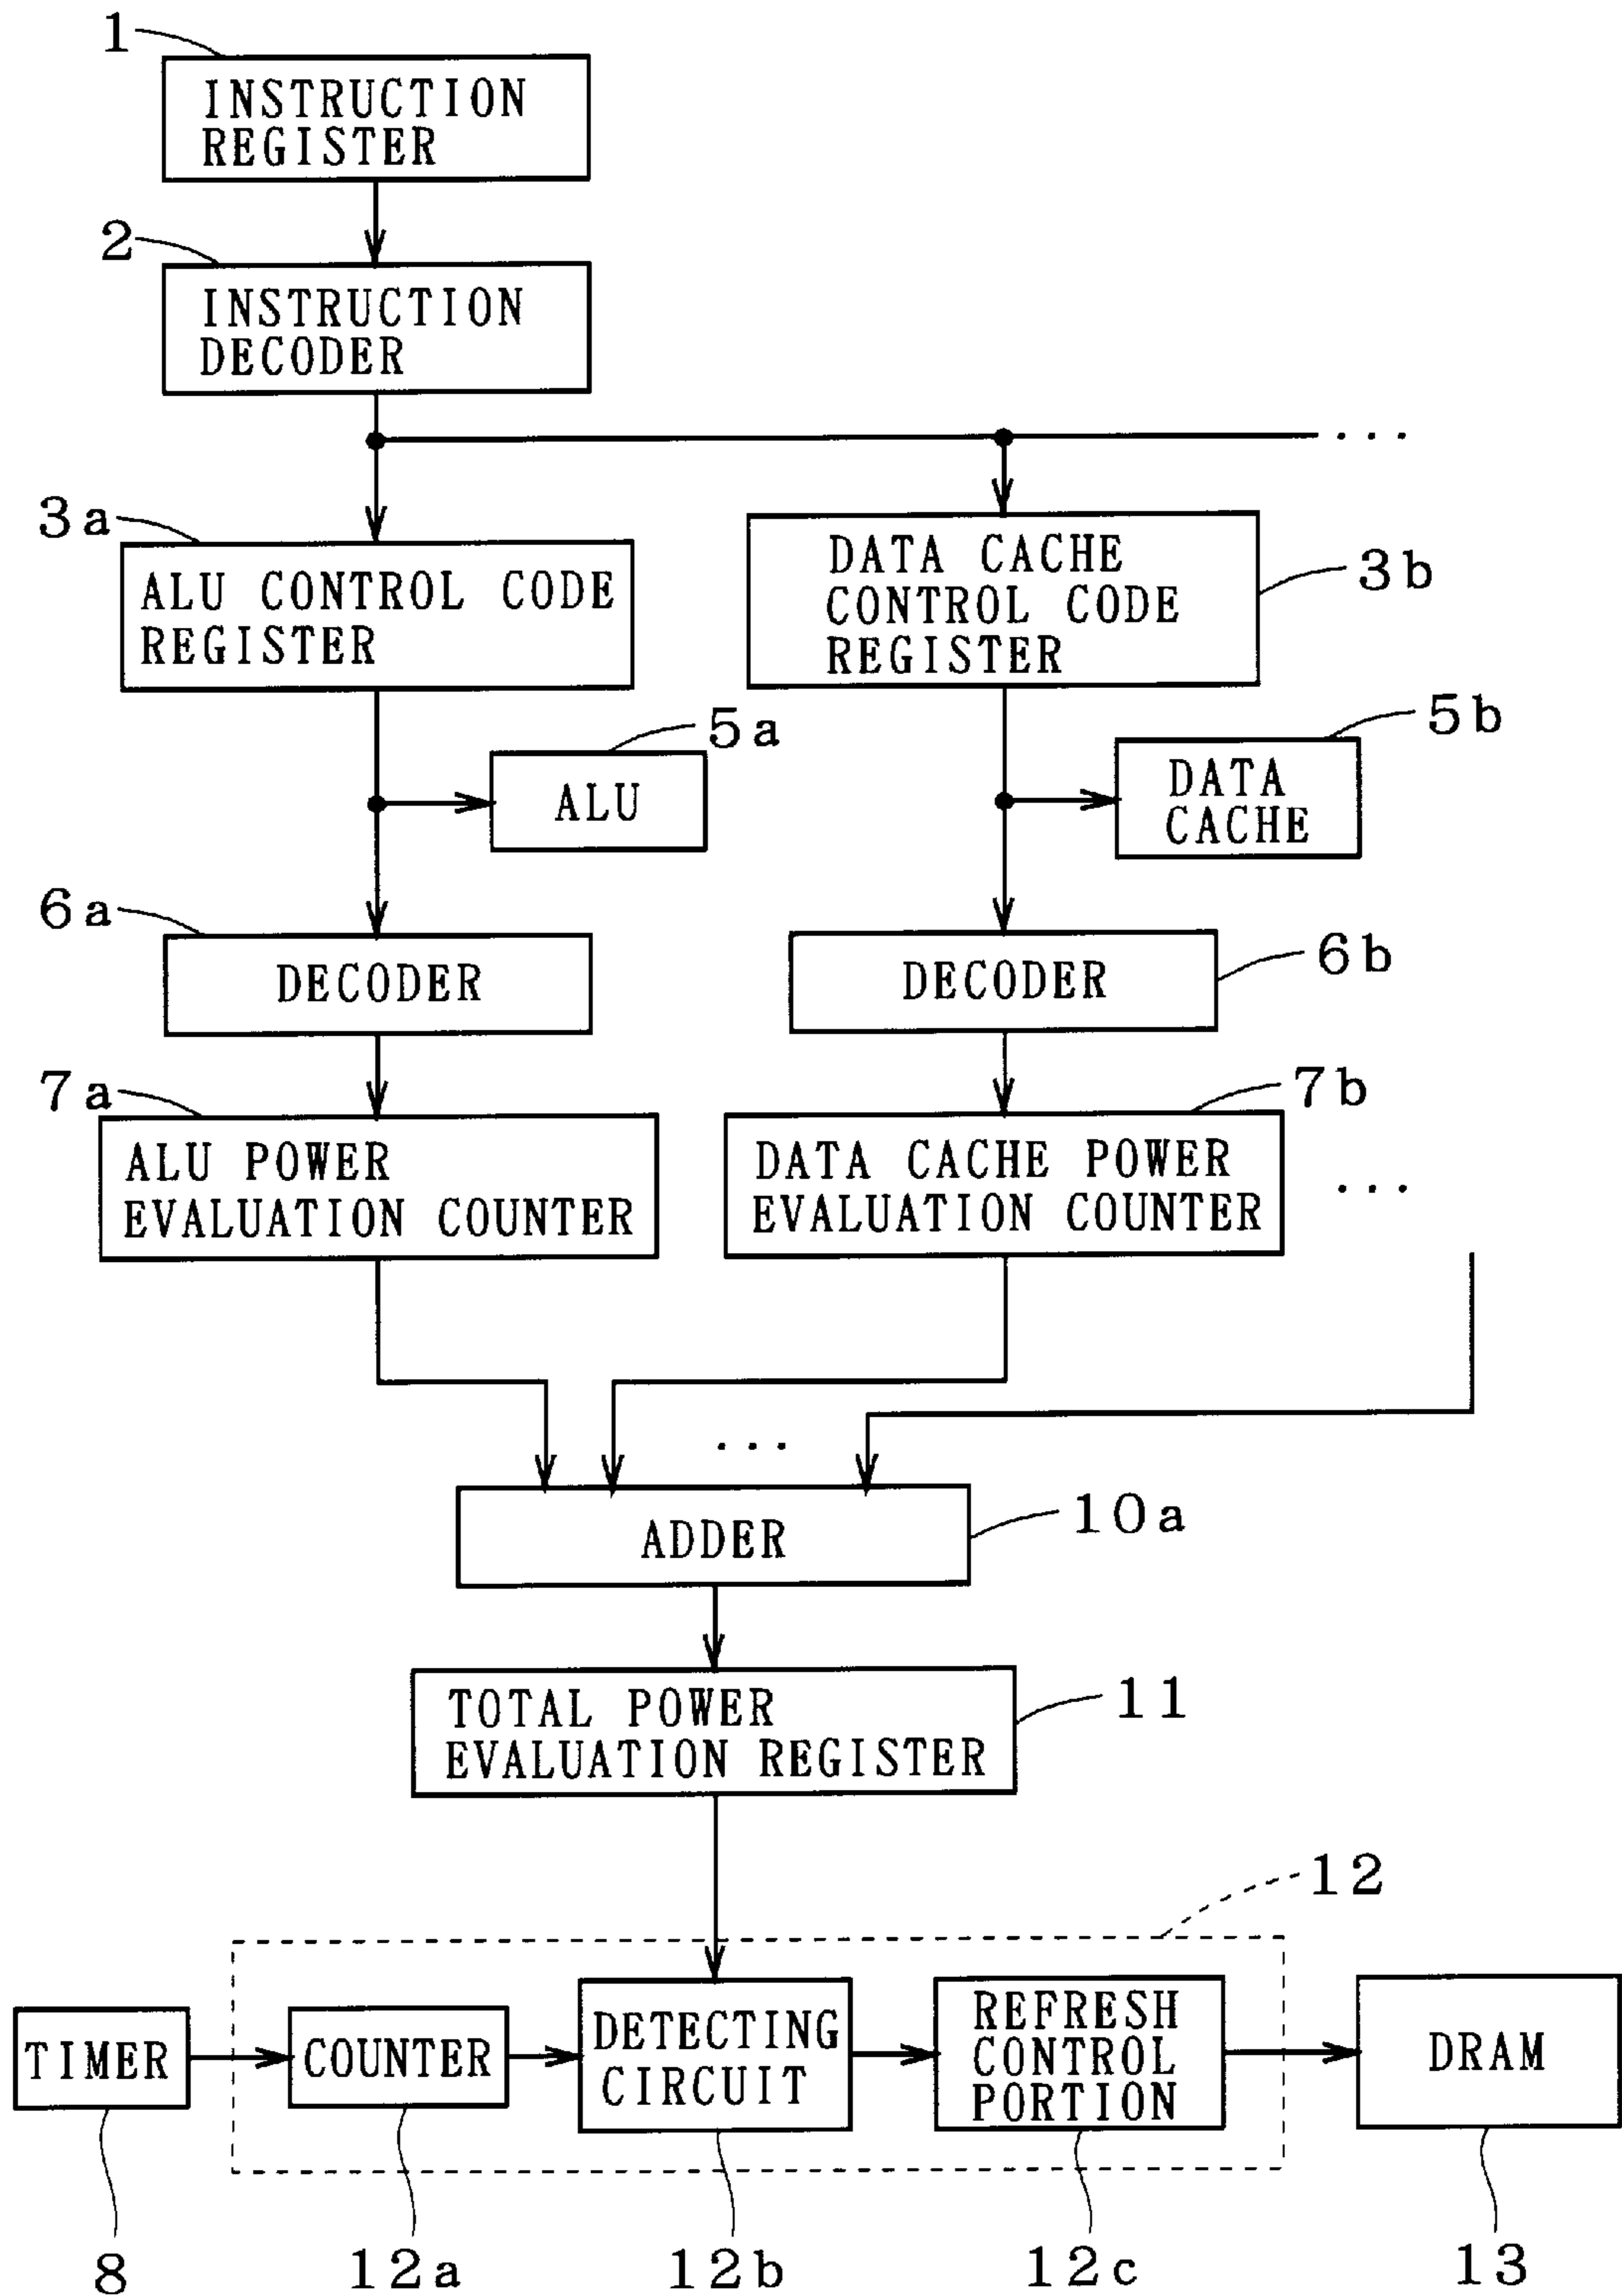 1
INSTRUCTION
REGISTER
2
INSTRUCTION
DECODER
...
3a
ALU CONTROL CODE
REGISTER
DATA CACHE
CONTROL CODE
REGISTER
3b
5a
ALU
5b
DATA
CACHE
6a
DECODER
DECODER
6b
7a
ALU POWER
EVALUATION COUNTER
7b
DATA CACHE POWER
EVALUATION COUNTER
...
...
ADDER
10a
TOTAL POWER
EVALUATION REGISTER
11
12
TIMER
COUNTER
DETECTING
CIRCUIT
REFRESH
CONTROL
PORTION
DRAM
8
12a
12b
12c
13